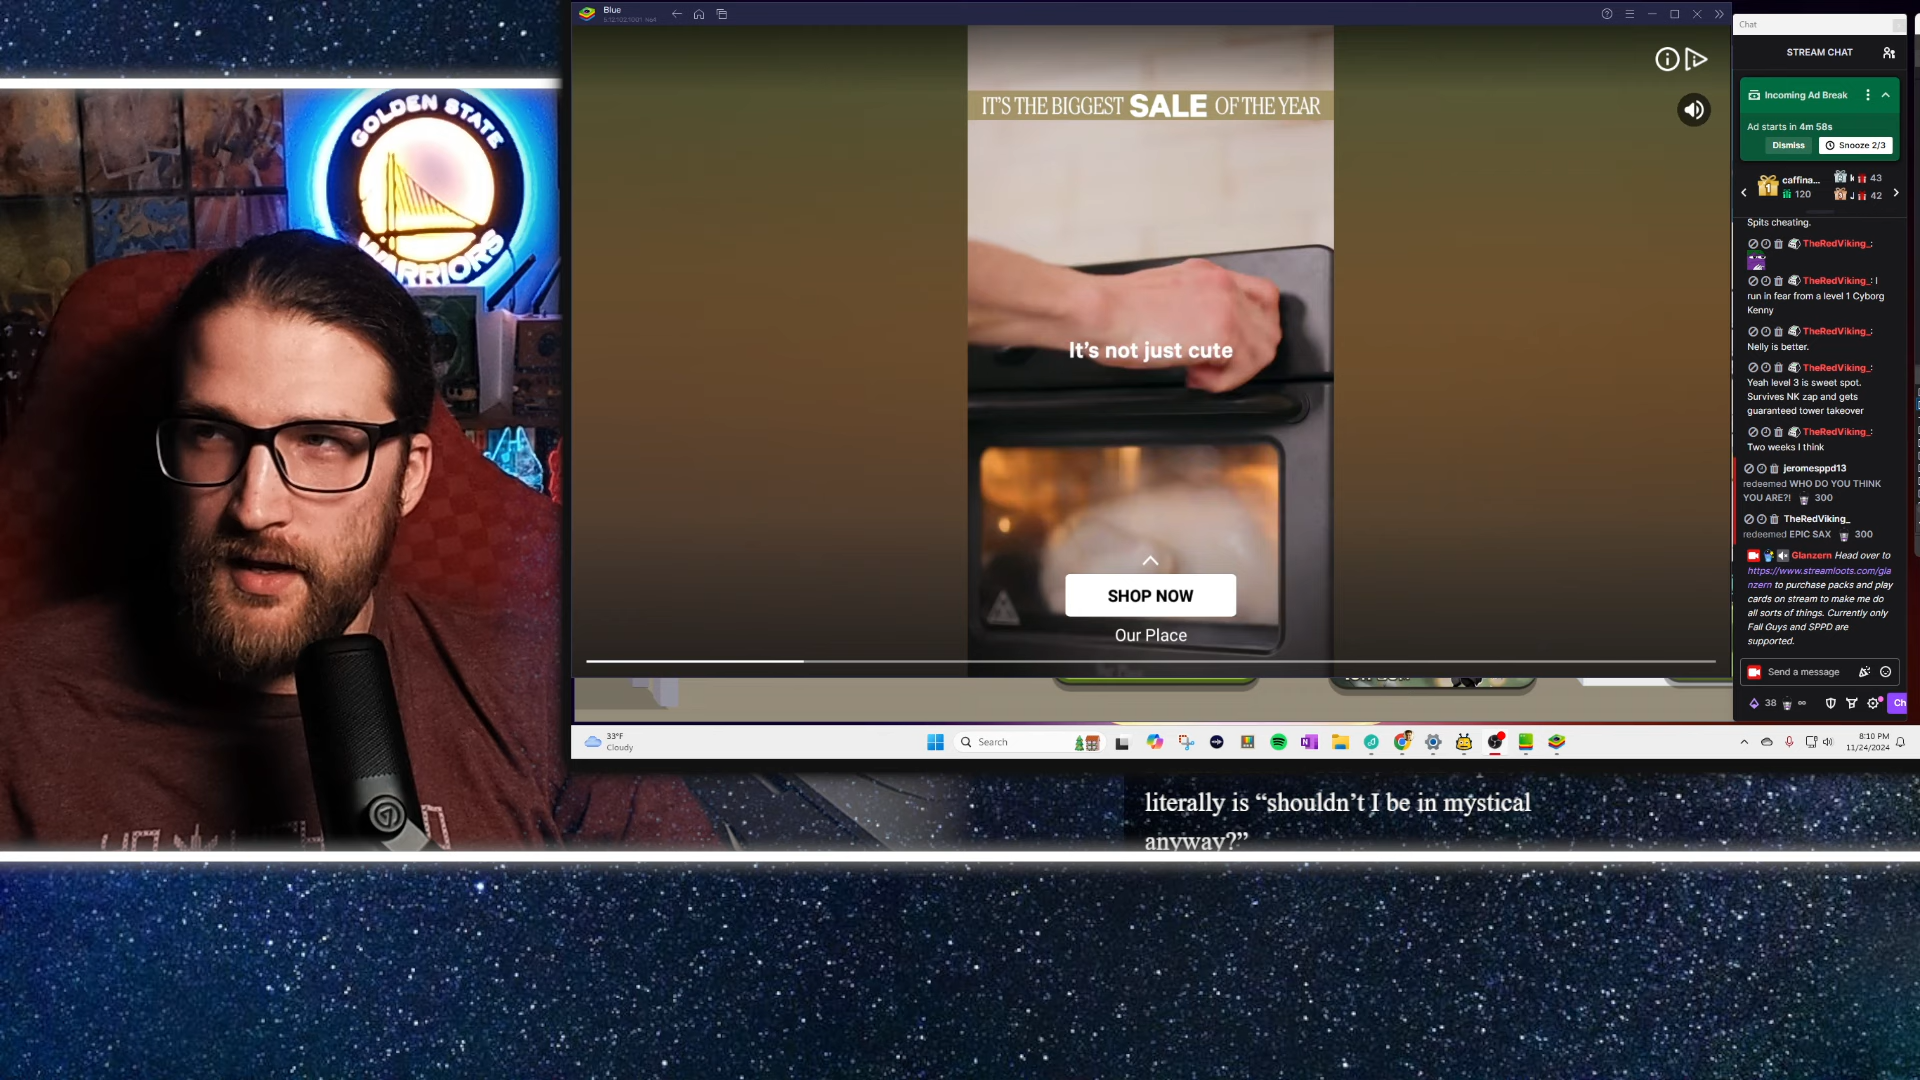 GOLDEN STATE
WARRIORS
Blue
IT'S THE BIGGEST SALE OF THE YEAR
It's not just cute
SHOP NOW
Our Place
33°F
Cloudy
Search
8:10 PM
11/24/2024
literally is “shouldn’t I be in mystical
anyway?”
Chat
STREAM CHAT
Incoming Ad Break
Ad starts in 4m 58s
Dismiss
Snooze 2/3
1
caffina...
120
43
42
Spits cheating.
TheRedViking_:
TheRedViking_: I
run in fear from a level 1 Cyborg
Kenny
TheRedViking_:
Nelly is better.
TheRedViking_:
Yeah level 3 is sweet spot.
Survives NK zap and gets
guaranteed tower takeover
TheRedViking_:
Two weeks I think
jeromesppd13
redeemed WHO DO YOU THINK
YOU ARE?! 300
TheRedViking_
redeemed EPIC SAX 300
Glanzern Head over to
https://www.streamloots.com/gla
nzern to purchase packs and play
cards on stream to make me do
all sorts of things. Currently only
Fall Guys and SPPD are
supported.
Send a message
38
Ch